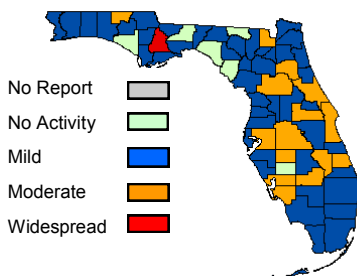 No Report
No Activity
Mild
Moderate
Widespread